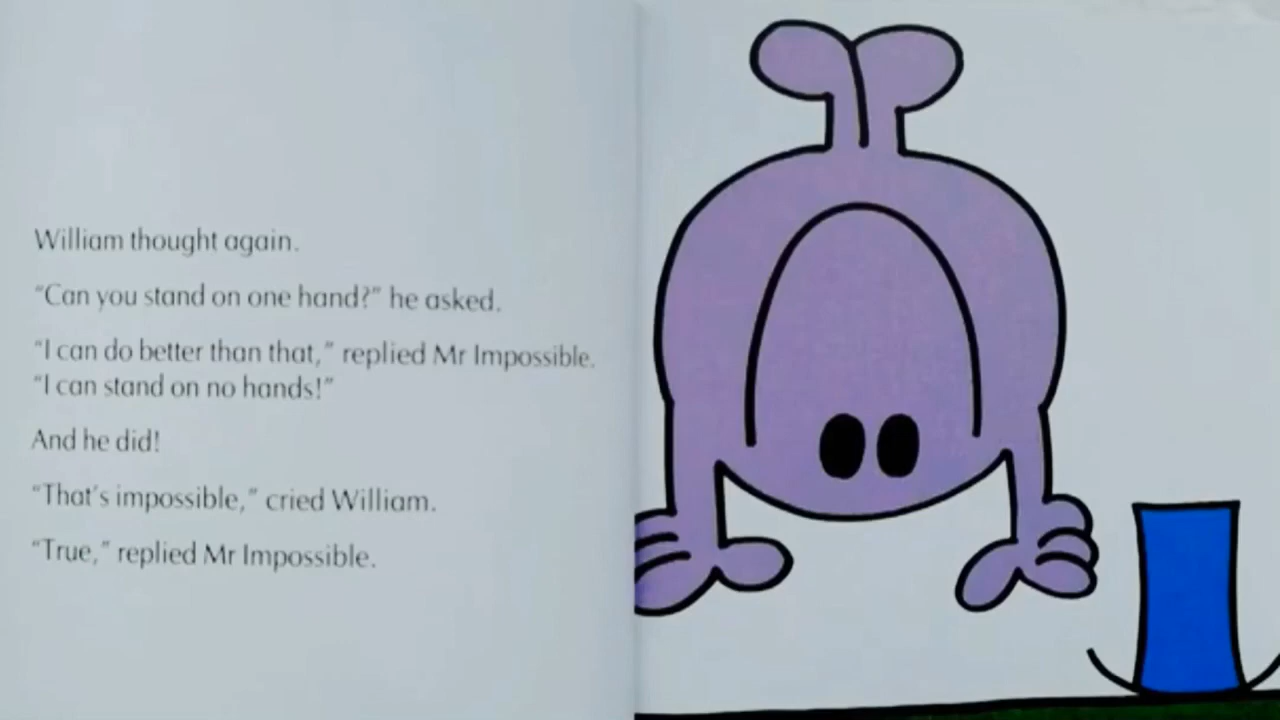 William thought again.
“Can you stand on one hand?” he asked.
“I can do better than that,” replied Mr Impossible.
“I can stand on no hands!”
And he did!
“That’s impossible,” cried William.
“True,” replied Mr Impossible.